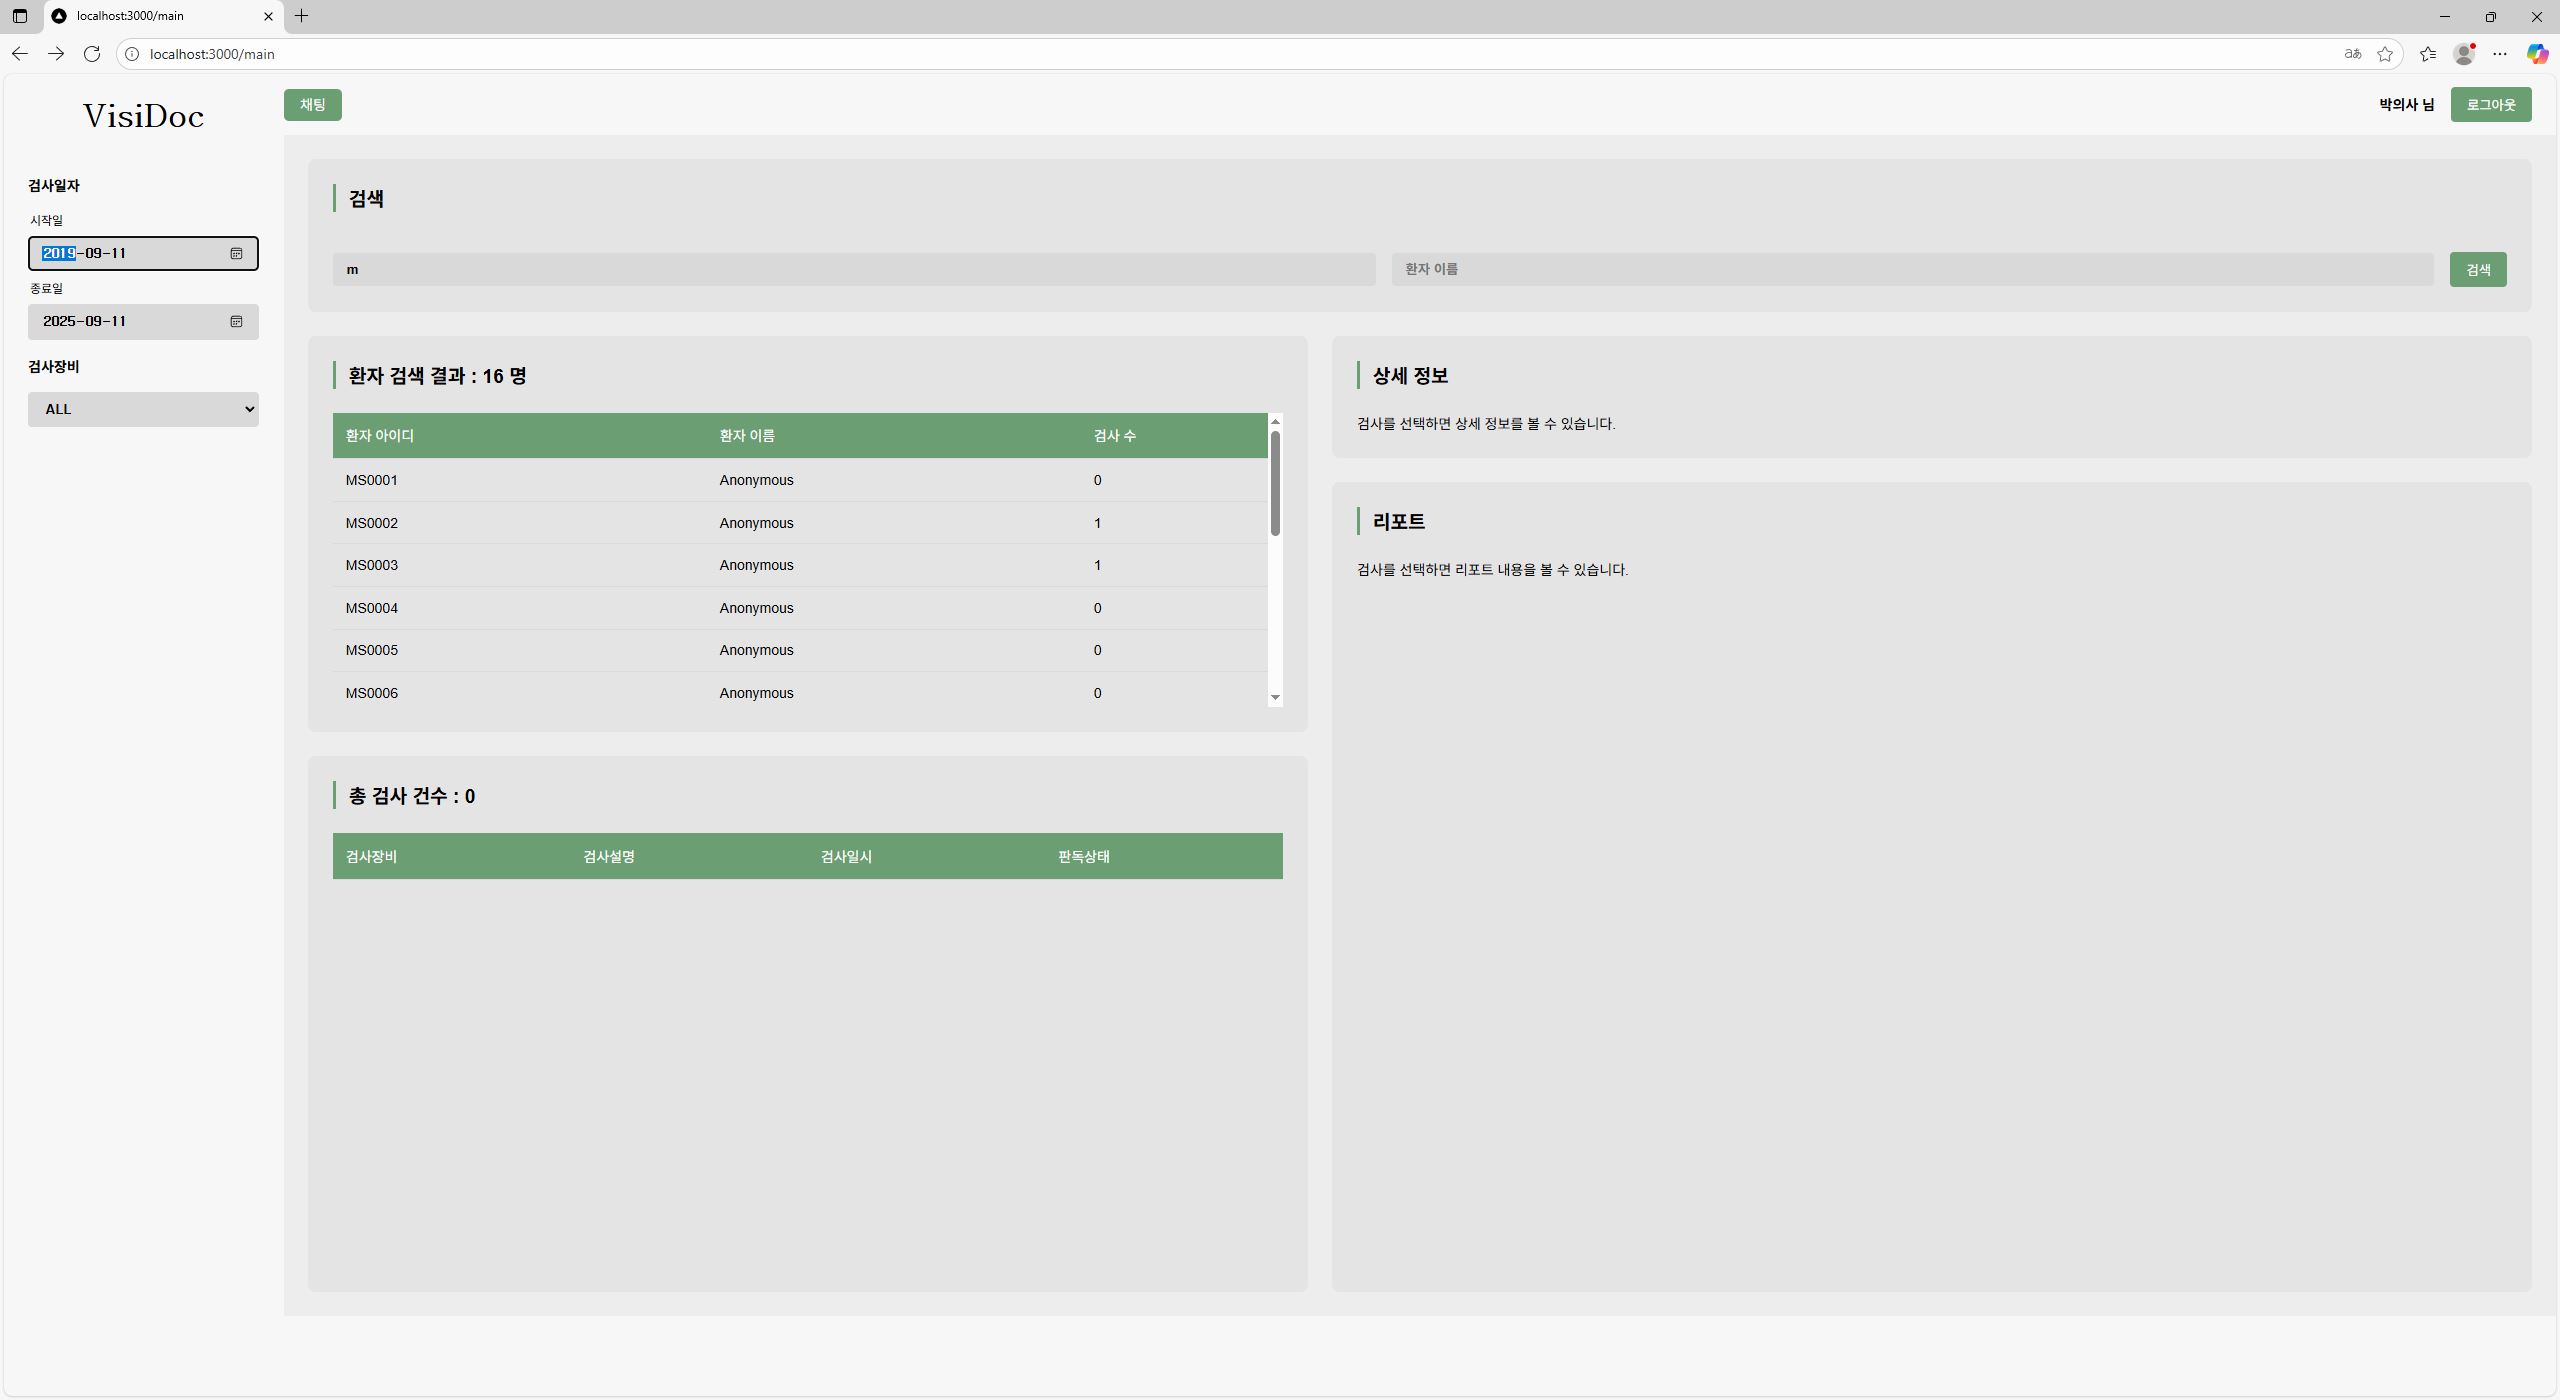 localhost:3000/main
localhost:3000/main
VisiDoc
채팅
박의사 님
로그아웃
검사일자
시작일
2019-09-11
종료일
2025-09-11
검사장비
ALL
검색
m
환자 이름
검색
환자 검색 결과 : 16 명
환자 아이디 환자 이름 검사 수
MS0001 Anonymous 0
MS0002 Anonymous 1
MS0003 Anonymous 1
MS0004 Anonymous 0
MS0005 Anonymous 0
MS0006 Anonymous 0
총 검사 건수 : 0
검사장비 검사설명 검사일시 판독상태
상세 정보
검사를 선택하면 상세 정보를 볼 수 있습니다.
리포트
검사를 선택하면 리포트 내용을 볼 수 있습니다.